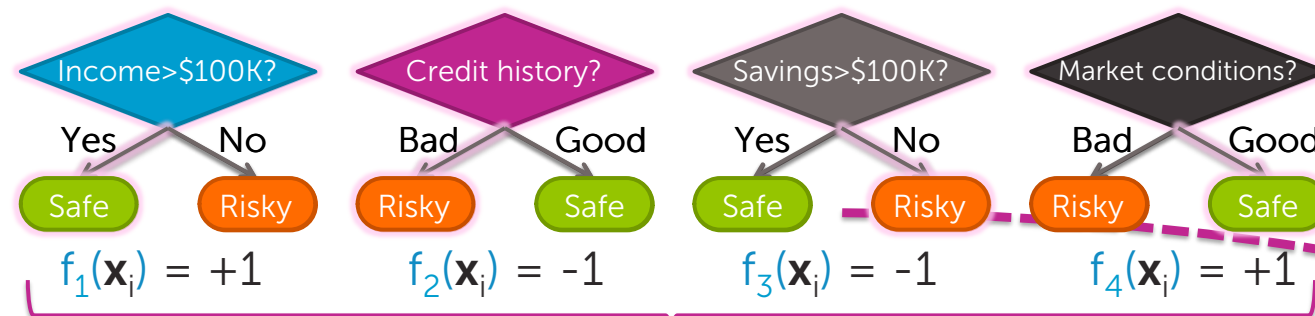 Income>$100K? Credit history? Savings>$100K? Market conditions?
Yes No Bad Good Yes No Bad Good
Safe Risky Risky Safe Safe Risky Risky Safe
f₁(xᵢ) = +1 f₂(xᵢ) = -1 f₃(xᵢ) = -1 f₄(xᵢ) = +1